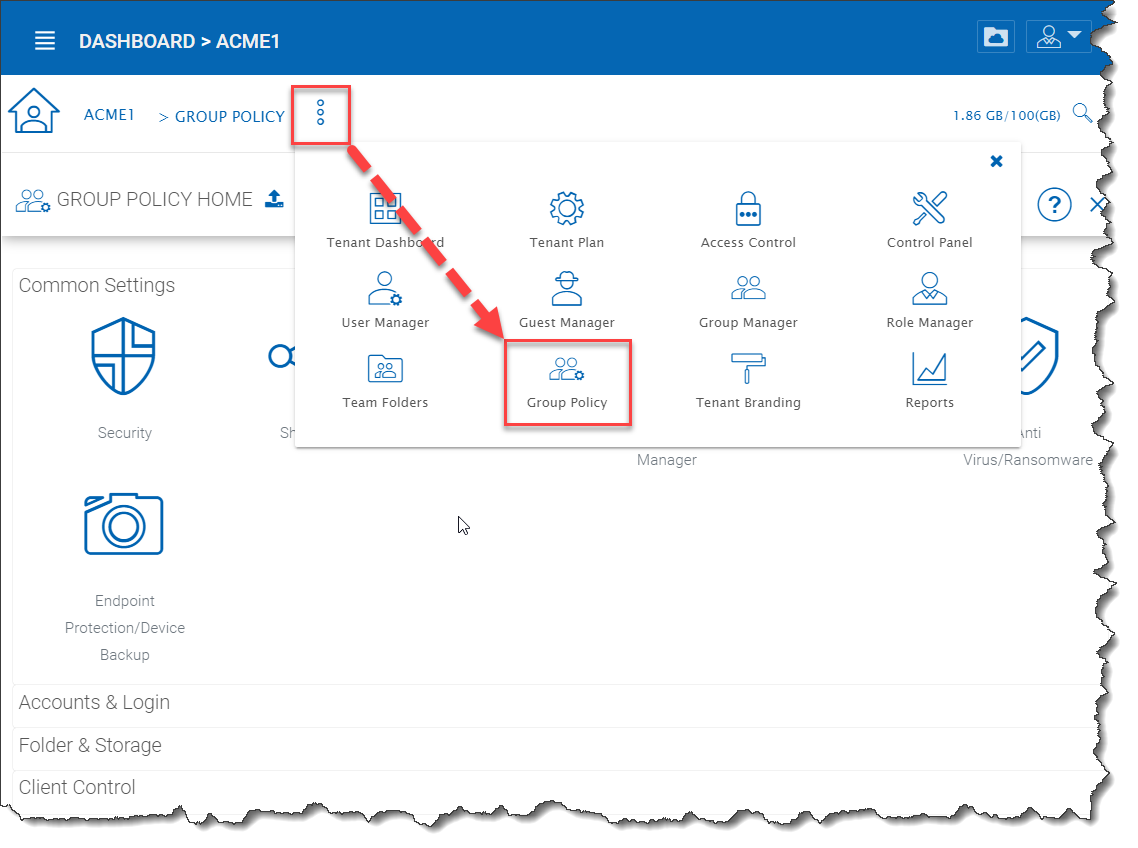 DASHBOARD > ACME1
ACME1 > GROUP POLICY
1.86 GB/100(GB)
GROUP POLICY HOME
?
Tenant Dashboard
Tenant Plan
Access Control
Control Panel
User Manager
Guest Manager
Group Manager
Role Manager
Team Folders
Group Policy
Tenant Branding
Reports
Common Settings
Security
Sh
Manager
Anti
Virus/Ransomware
Endpoint
Protection/Device
Backup
Accounts & Login
Folder & Storage
Client Control